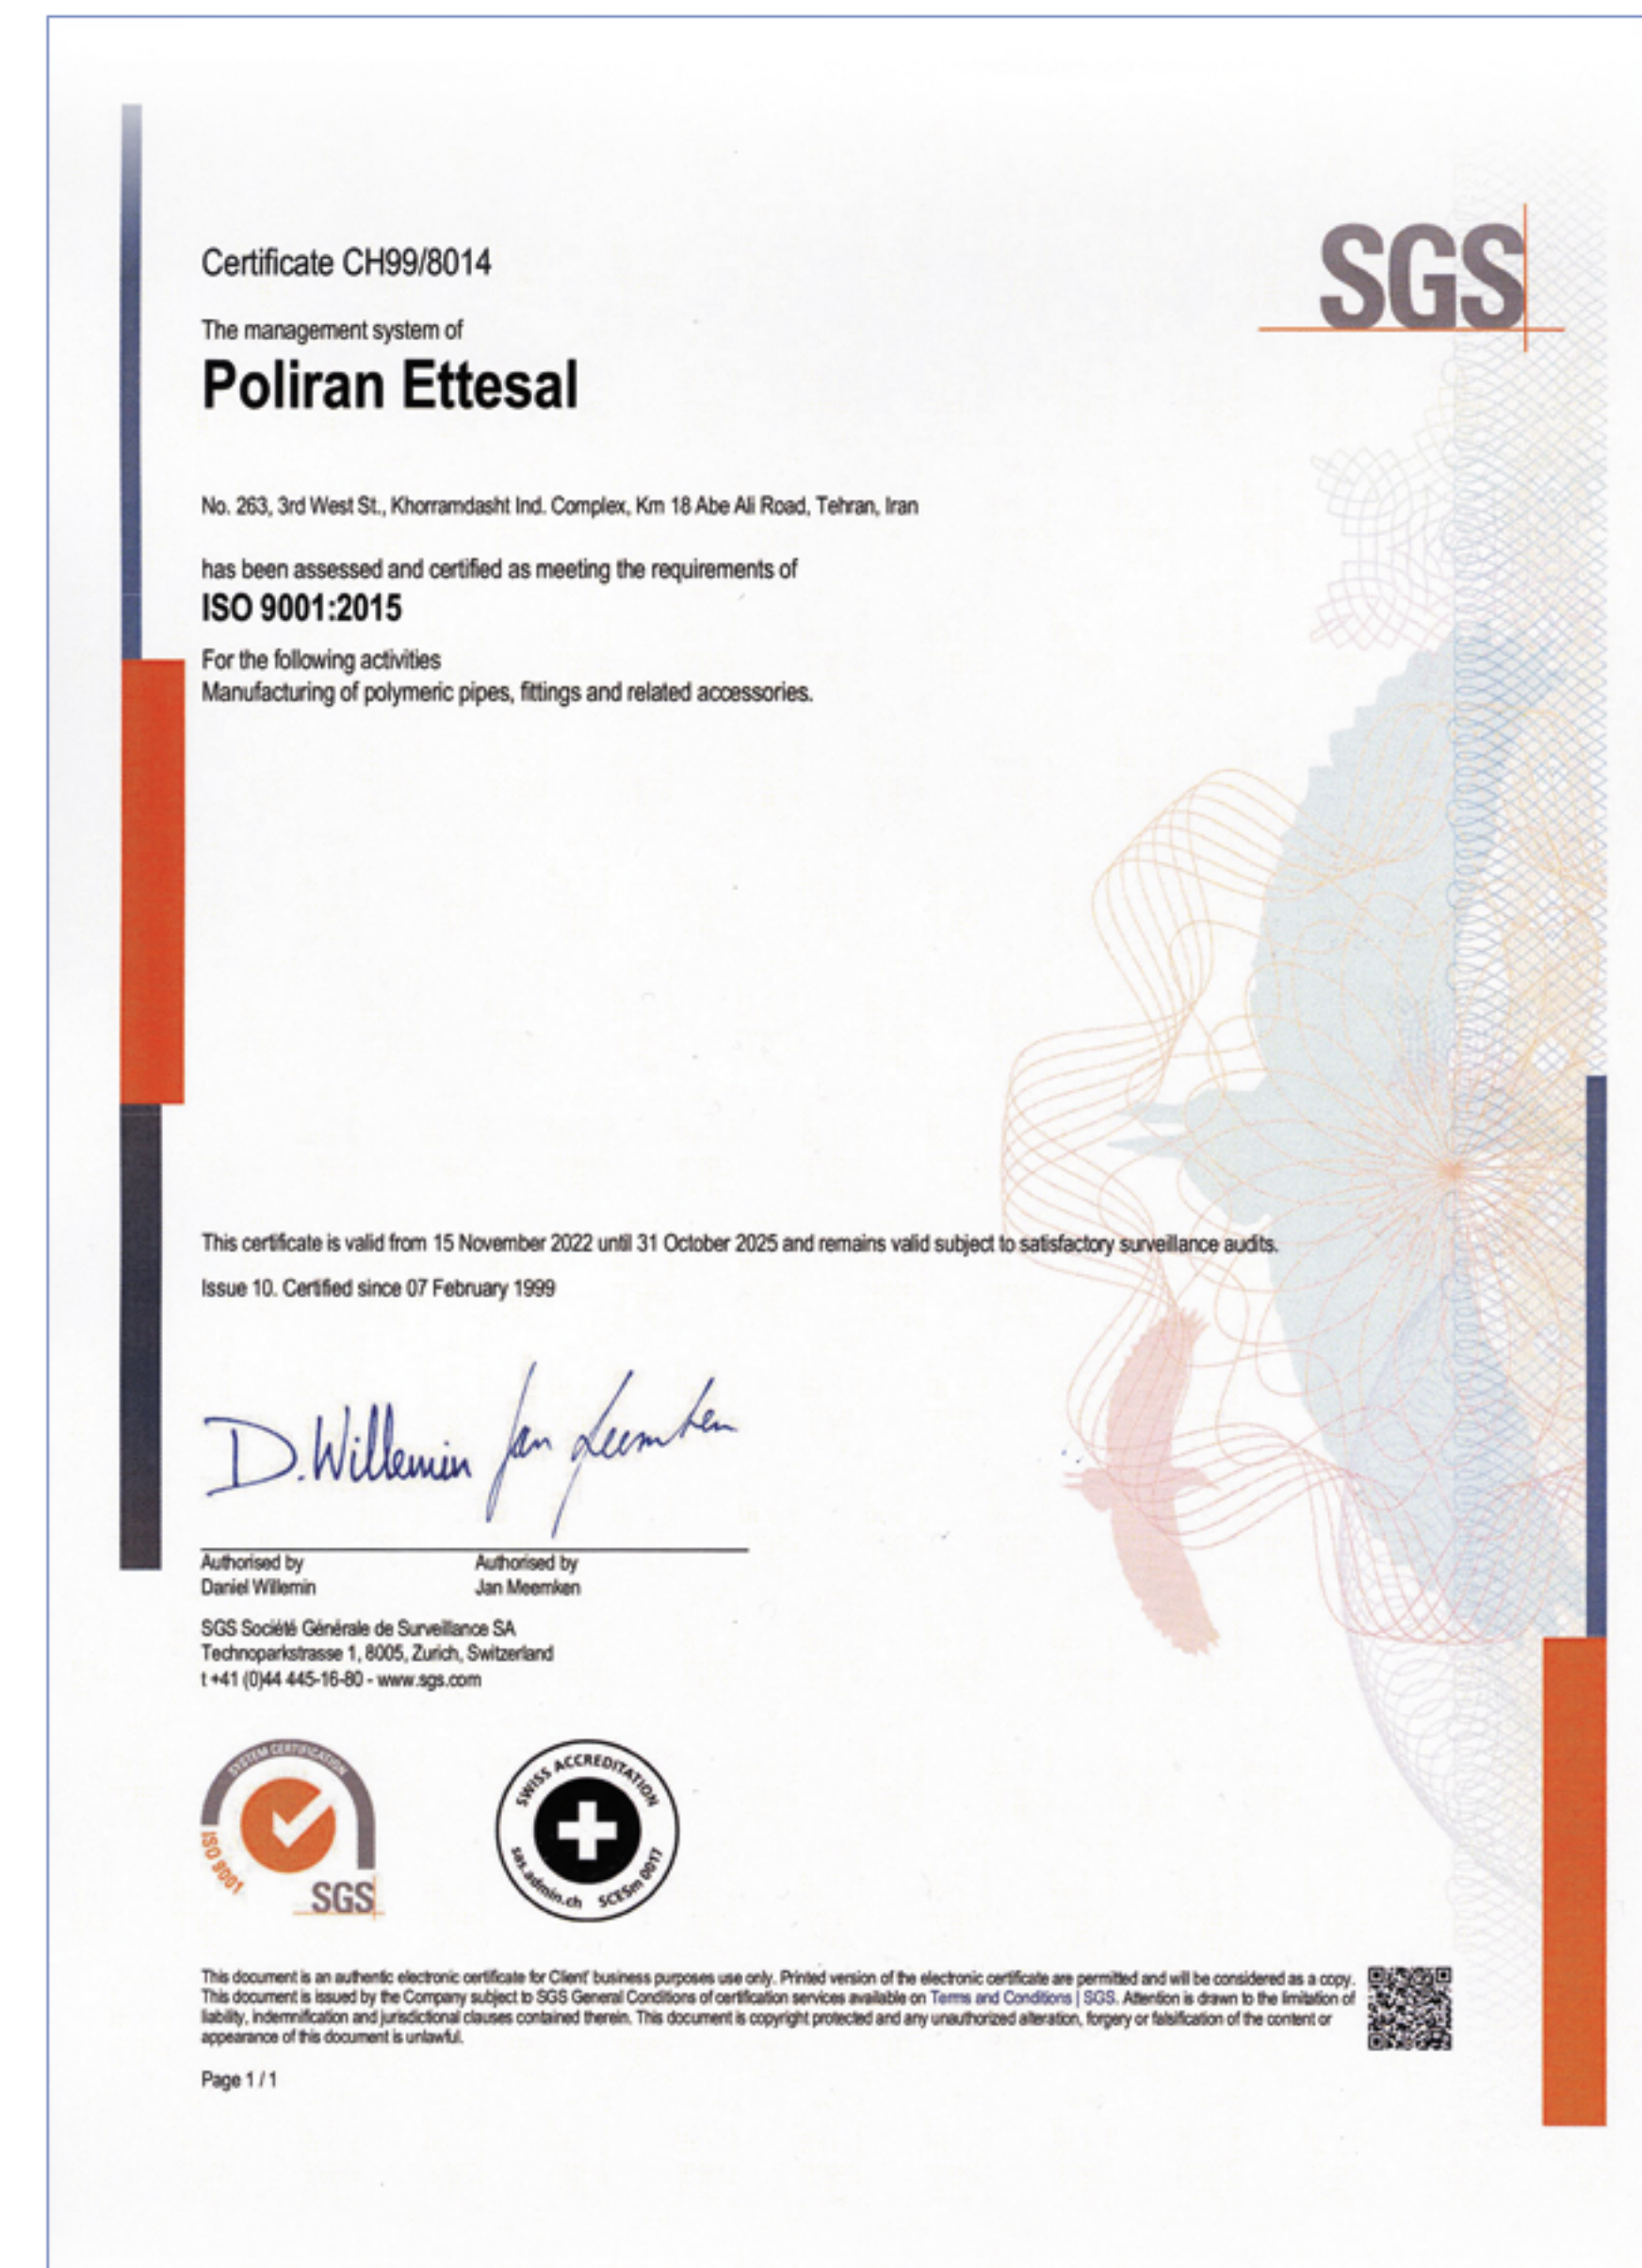 SGS
Certificate CH99/8014
The management system of
Poliran Ettesal
No. 263, 3rd West St., Khorramdasht Ind. Complex, Km 18 Abe Ali Road, Tehran, Iran
has been assessed and certified as meeting the requirements of
ISO 9001:2015
For the following activities
Manufacturing of polymeric pipes, fittings and related accessories.
This certificate is valid from 15 November 2022 until 31 October 2025 and remains valid subject to satisfactory surveillance audits.
Issue 10. Certified since 07 February 1999
D. Willemin Jan Meemken
Authorised by
Daniel Willemin
Authorised by
Jan Meemken
SGS Société Générale de Surveillance SA
Technoparkstrasse 1, 8005, Zurich, Switzerland
t +41 (0)44 445-16-80 - www.sgs.com
SYSTEM CERTIFICATION
ISO 9001
SGS
SWISS ACCREDITATION
sas.admin.ch SCESm 0017
This document is an authentic electronic certificate for Client' business purposes use only. Printed version of the electronic certificate are permitted and will be considered as a copy.
This document is issued by the Company subject to SGS General Conditions of certification services available on Terms and Conditions | SGS. Attention is drawn to the limitation of
liability, indemnification and jurisdictional clauses contained therein. This document is copyright protected and any unauthorized alteration, forgery or falsification of the content or
appearance of this document is unlawful.
Page 1 / 1